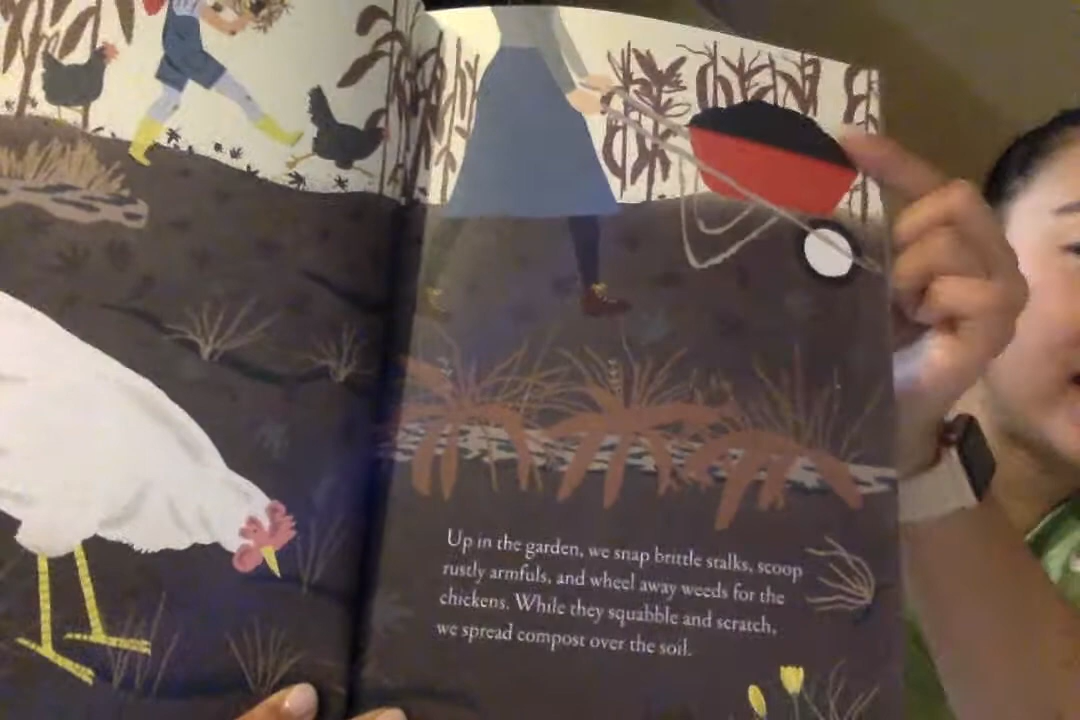 Up in the garden, we snap brittle stalks, scoop
rustly armfuls, and wheel away weeds for the
chickens. While they squabble and scratch,
we spread compost over the soil.